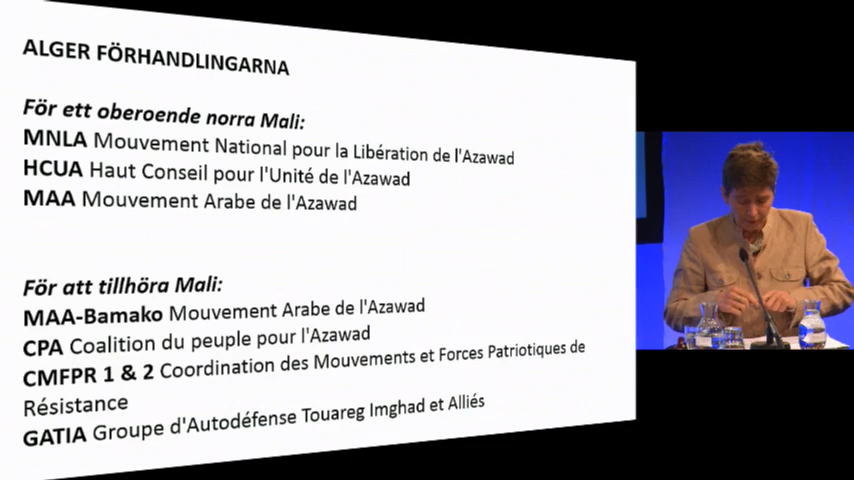 ALGER FÖRHANDLINGARNA
För ett oberoende norra Mali:
MNLA Mouvement National pour la Libération de l'Azawad
HCUA Haut Conseil pour l'Unité de l'Azawad
MAA Mouvement Arabe de l'Azawad
För att tillhöra Mali:
MAA-Bamako Mouvement Arabe de l'Azawad
CPA Coalition du peuple pour l'Azawad
CMFPR 1 & 2 Coordination des Mouvements et Forces Patriotiques de
Résistance
GATIA Groupe d'Autodéfense Touareg Imghad et Alliés